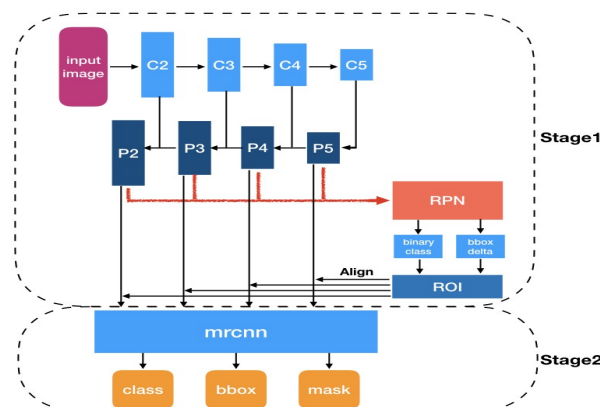 input
image
C2
C3
C4
C5
Stage1
P2
P3
P4
P5
RPN
binary
class
bbox
delta
Align
ROI
mrcnn
Stage2
class
bbox
mask